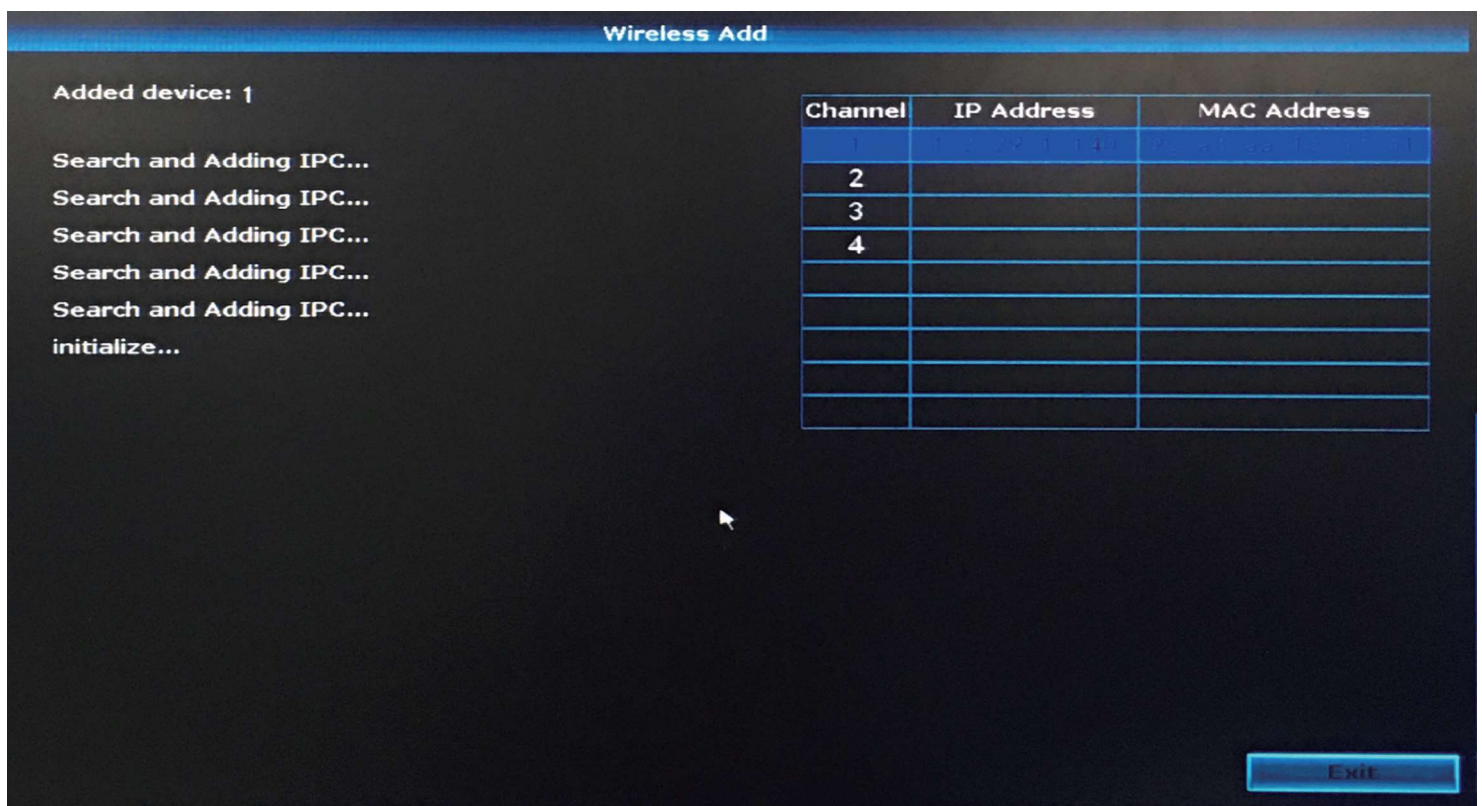 Wireless Add
Added device: 1
Search and Adding IPC...
Search and Adding IPC...
Search and Adding IPC...
Search and Adding IPC...
Search and Adding IPC...
initialize...
Channel IP Address MAC Address
1
2
3
4
Exit